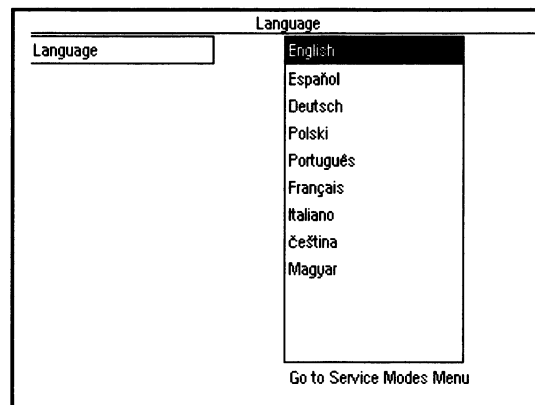 Language
Language
English
Español
Deutsch
Polski
Português
Français
Italiano
čeština
Magyar
Go to Service Modes Menu